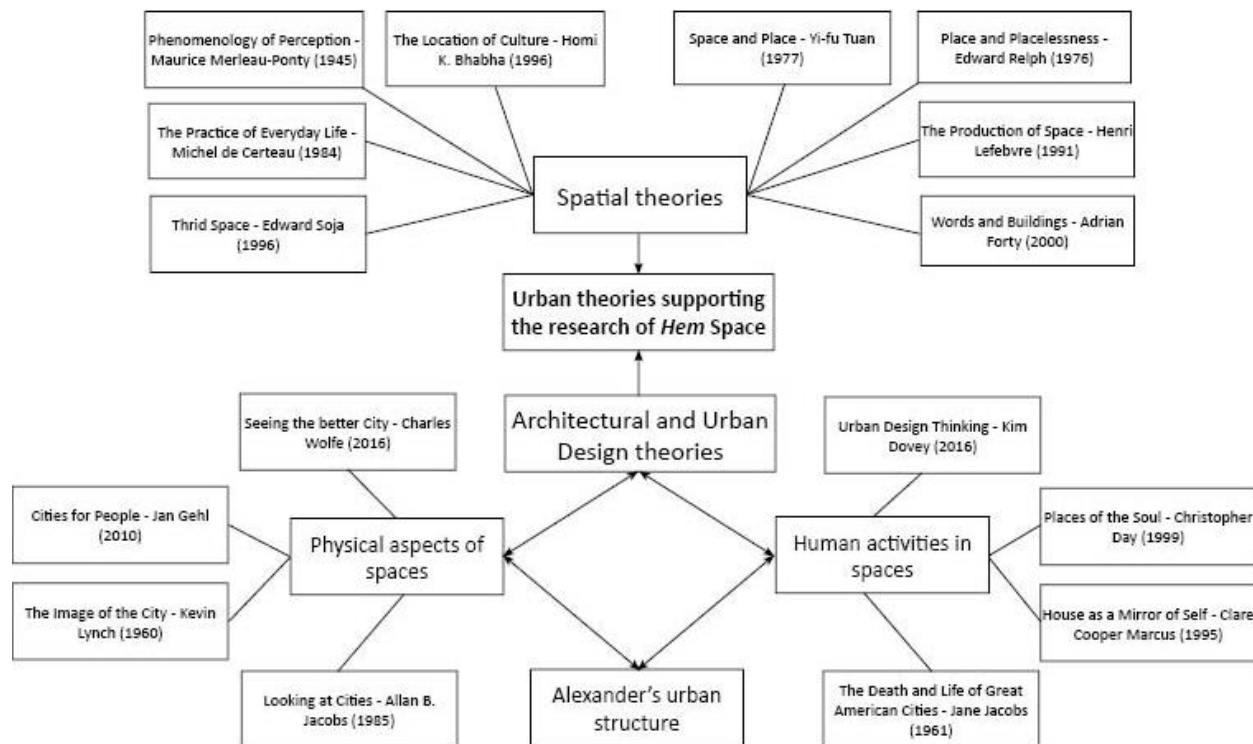 Phenomenology of Perception -
Maurice Merleau-Ponty (1945)
The Location of Culture - Homi
K. Bhabha (1996)
Space and Place - Yi-fu Tuan
(1977)
Place and Placelessness -
Edward Relph (1976)
The Practice of Everyday Life -
Michel de Certeau (1984)
The Production of Space - Henri
Lefebvre (1991)
Spatial theories
Thrid Space - Edward Soja
(1996)
Words and Buildings - Adrian
Forty (2000)
Urban theories supporting
the research of Hem Space
Architectural and Urban
Design theories
Seeing the better City - Charles
Wolfe (2016)
Urban Design Thinking - Kim
Dovey (2016)
Cities for People - Jan Gehl
(2010)
Physical aspects of
spaces
Human activities in
spaces
Places of the Soul - Christopher
Day (1999)
The Image of the City - Kevin
Lynch (1960)
House as a Mirror of Self - Clare
Cooper Marcus (1995)
Looking at Cities - Allan B.
Jacobs (1985)
Alexander's urban
structure
The Death and Life of Great
American Cities - Jane Jacobs
(1961)